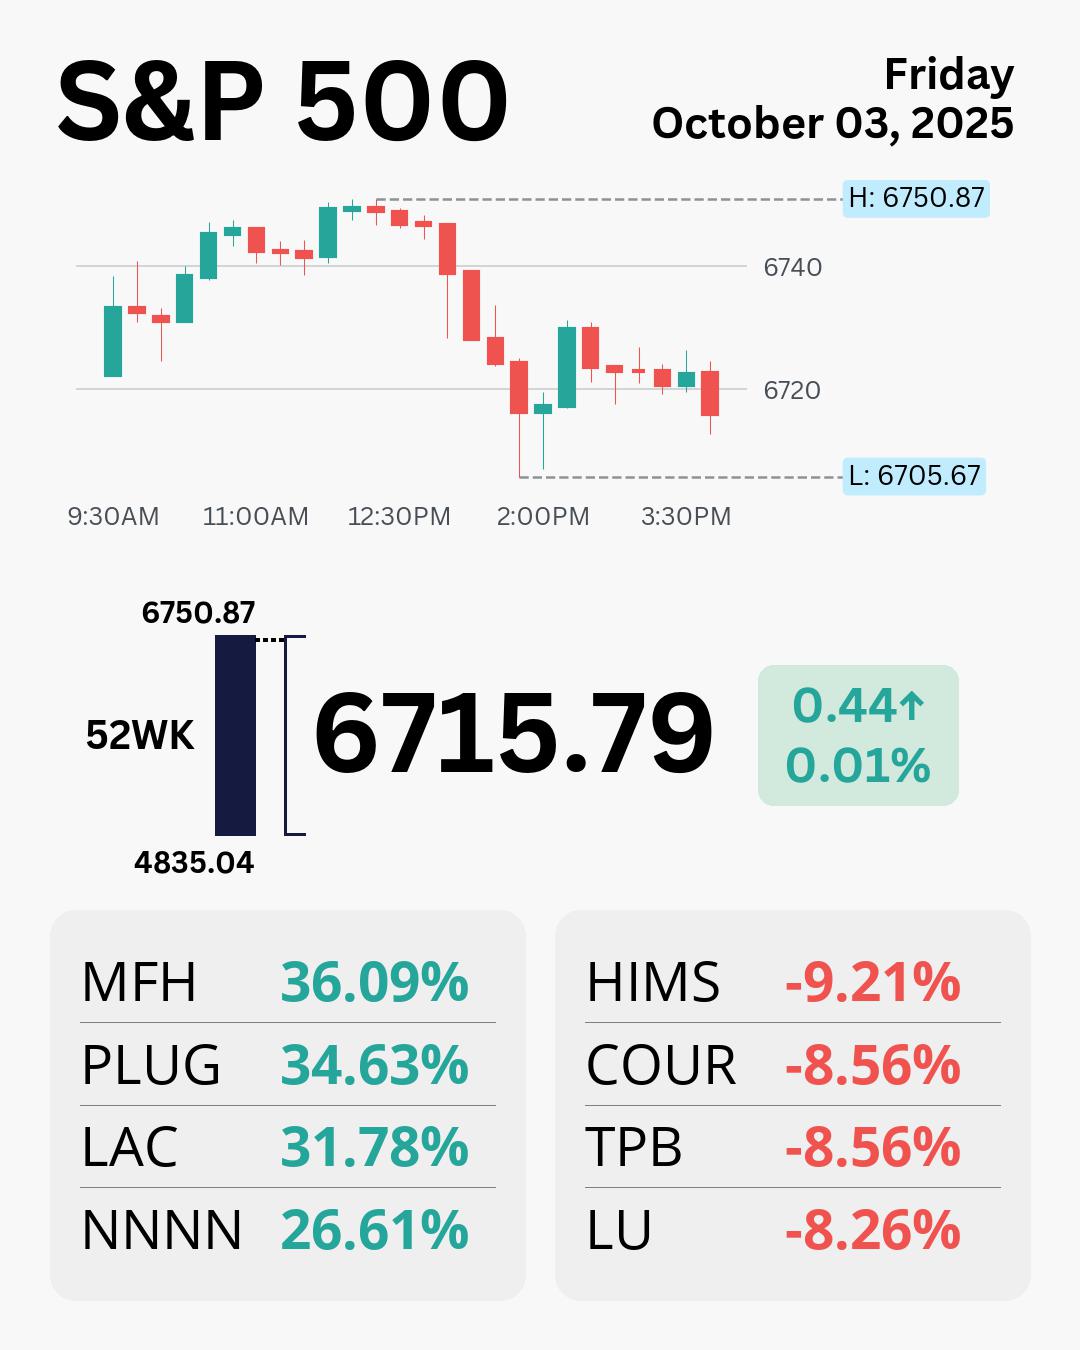 S&P 500
Friday
October 03, 2025
H: 6750.87
6740
6720
L: 6705.67
9:30AM 11:00AM 12:30PM 2:00PM 3:30PM
6750.87
52WK
6715.79
0.44↑
0.01%
4835.04
MFH 36.09%
PLUG 34.63%
LAC 31.78%
NNNN 26.61%
HIMS -9.21%
COUR -8.56%
TPB -8.56%
LU -8.26%